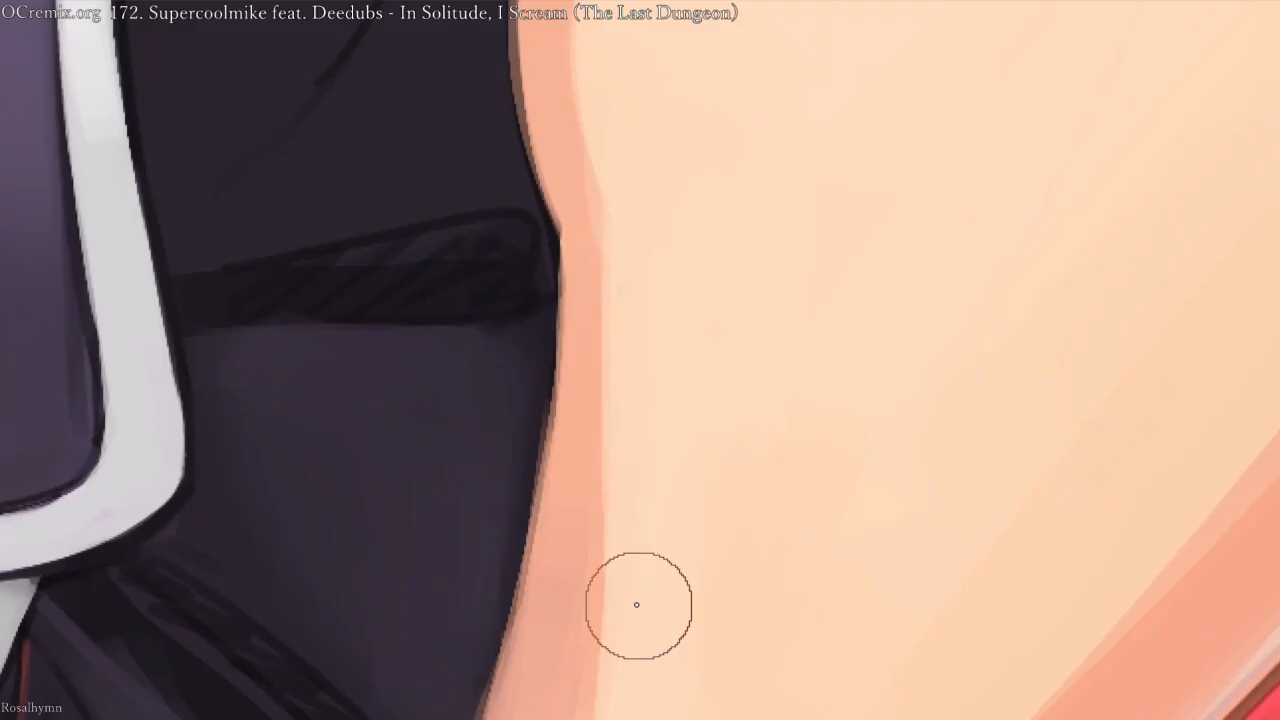 OCremix.org 172. Supercoolmike feat. Deedubs - In Solitude, I Scream (The Last Dungeon)
Rosalhymn